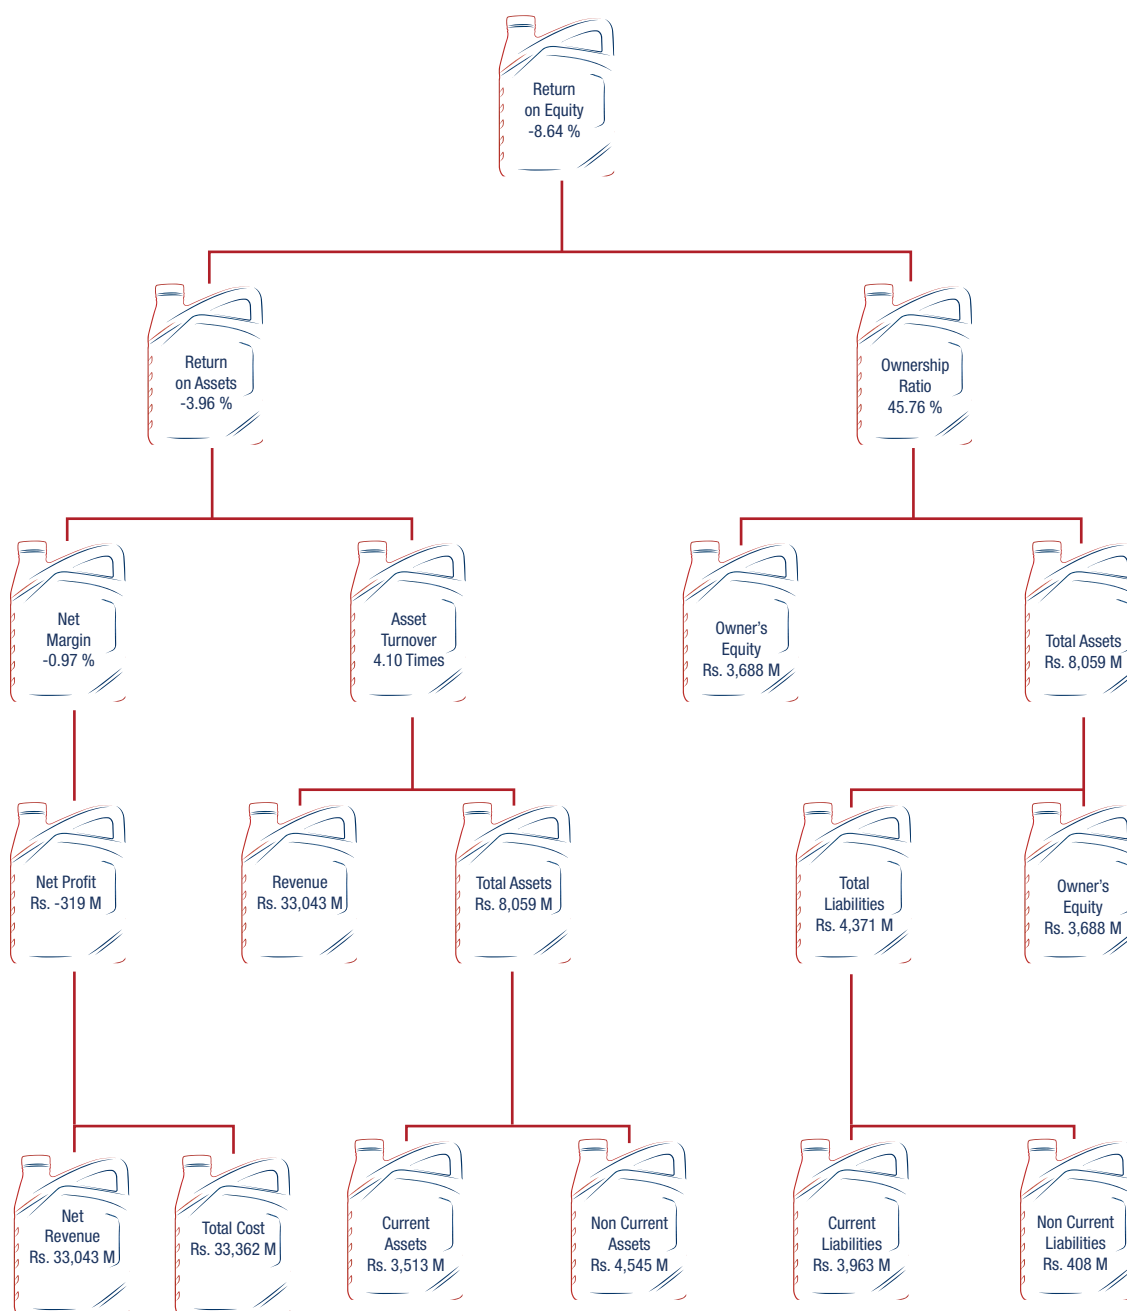 Return
on Equity
-8.64 %
Return
on Assets
-3.96 %
Ownership
Ratio
45.76 %
Net
Margin
-0.97 %
Asset
Turnover
4.10 Times
Owner's
Equity
Rs. 3,688 M
Total Assets
Rs. 8,059 M
Net Profit
Rs. -319 M
Revenue
Rs. 33,043 M
Total Assets
Rs. 8,059 M
Total
Liabilities
Rs. 4,371 M
Owner's
Equity
Rs. 3,688 M
Net
Revenue
Rs. 33,043 M
Total Cost
Rs. 33,362 M
Current
Assets
Rs. 3,513 M
Non Current
Assets
Rs. 4,545 M
Current
Liabilities
Rs. 3,963 M
Non Current
Liabilities
Rs. 408 M